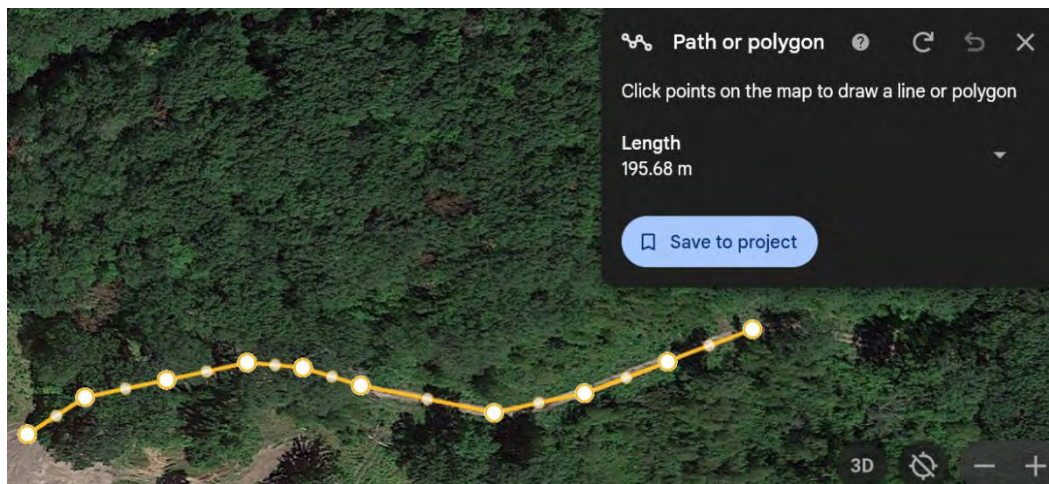 Path or polygon
Click points on the map to draw a line or polygon
Length
195.68 m
Save to project
3D